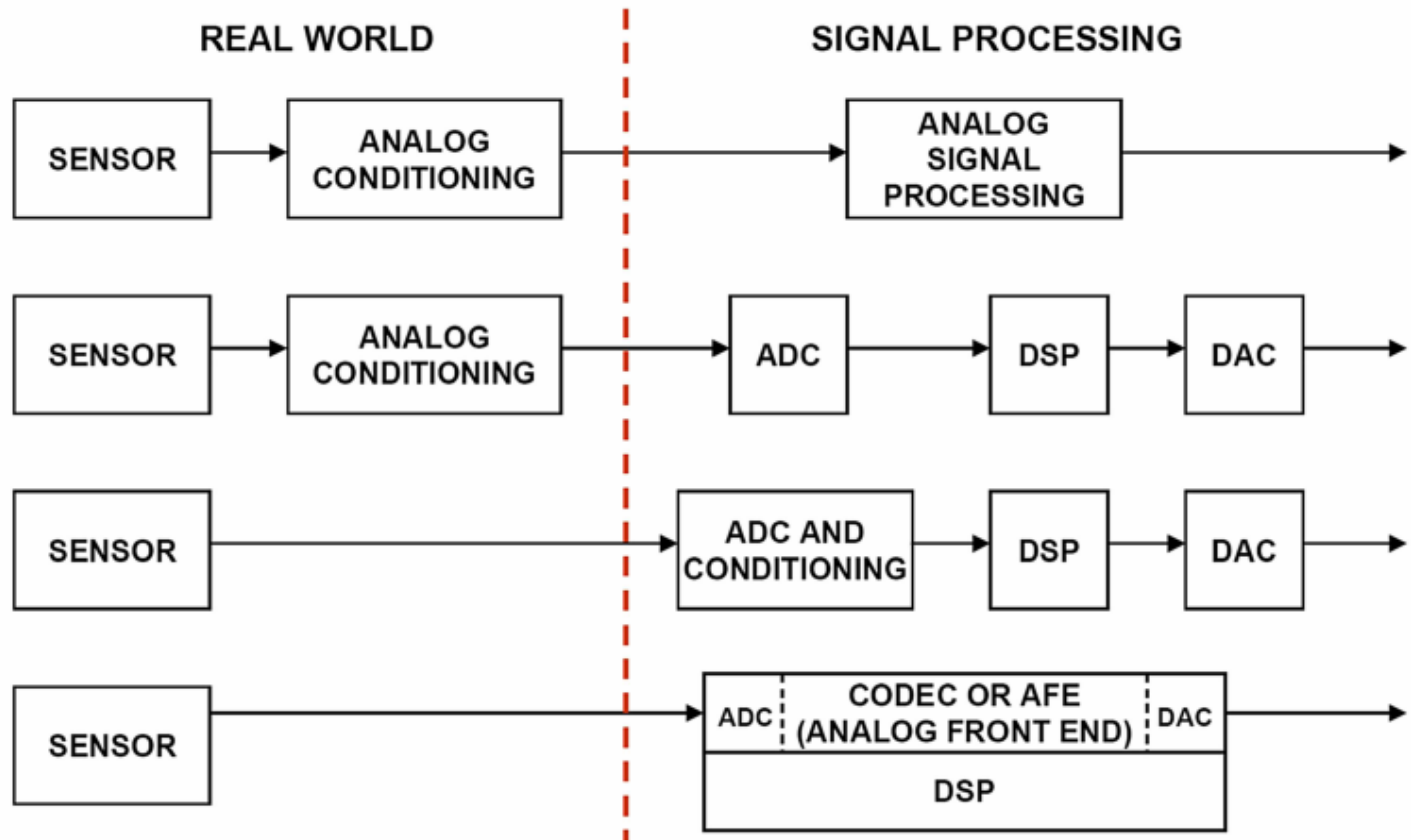 REAL WORLD
SIGNAL PROCESSING
SENSOR
ANALOG
CONDITIONING
ANALOG
SIGNAL
PROCESSING
SENSOR
ANALOG
CONDITIONING
ADC
DSP
DAC
SENSOR
ADC AND
CONDITIONING
DSP
DAC
SENSOR
ADC
CODEC OR AFE
(ANALOG FRONT END)
DAC
DSP